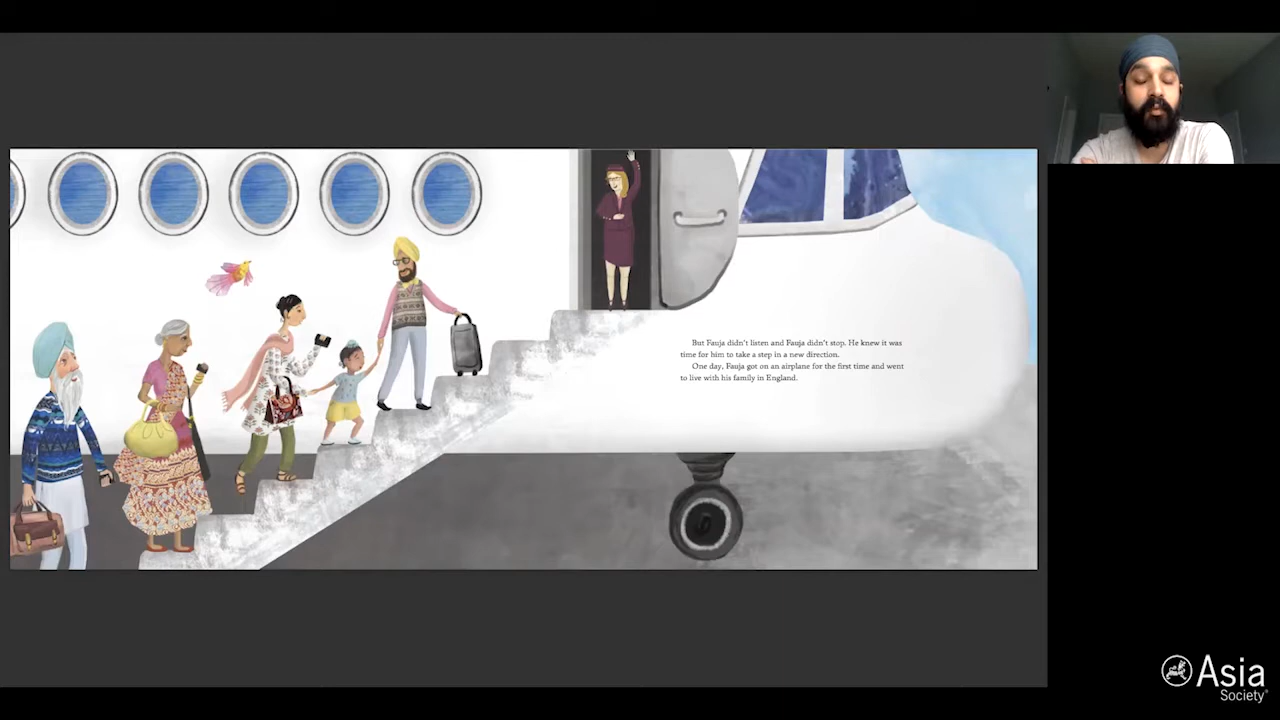 But Fauja didn't listen and Fauja didn't stop. He knew it was
time for him to take a step in a new direction.
One day, Fauja got on an airplane for the first time and went
to live with his family in England.
Asia
Society®